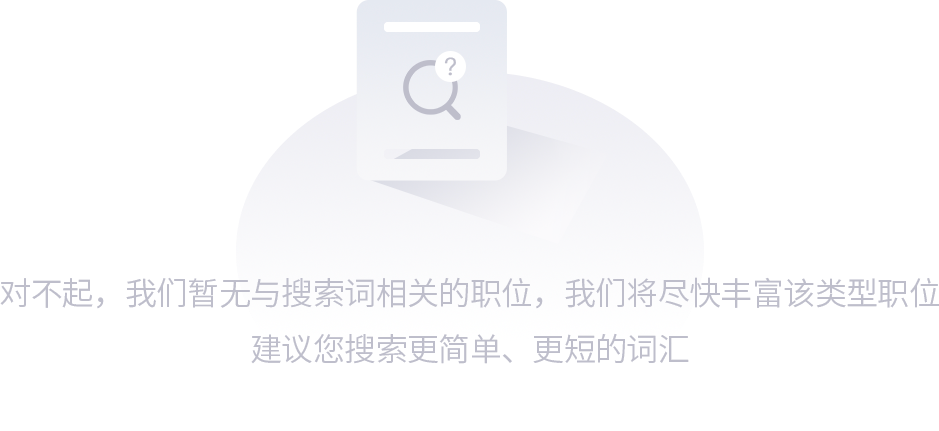 对不起，我们暂无与搜索词相关的职位，我们将尽快丰富该类型职位
建议您搜索更简单、更短的词汇